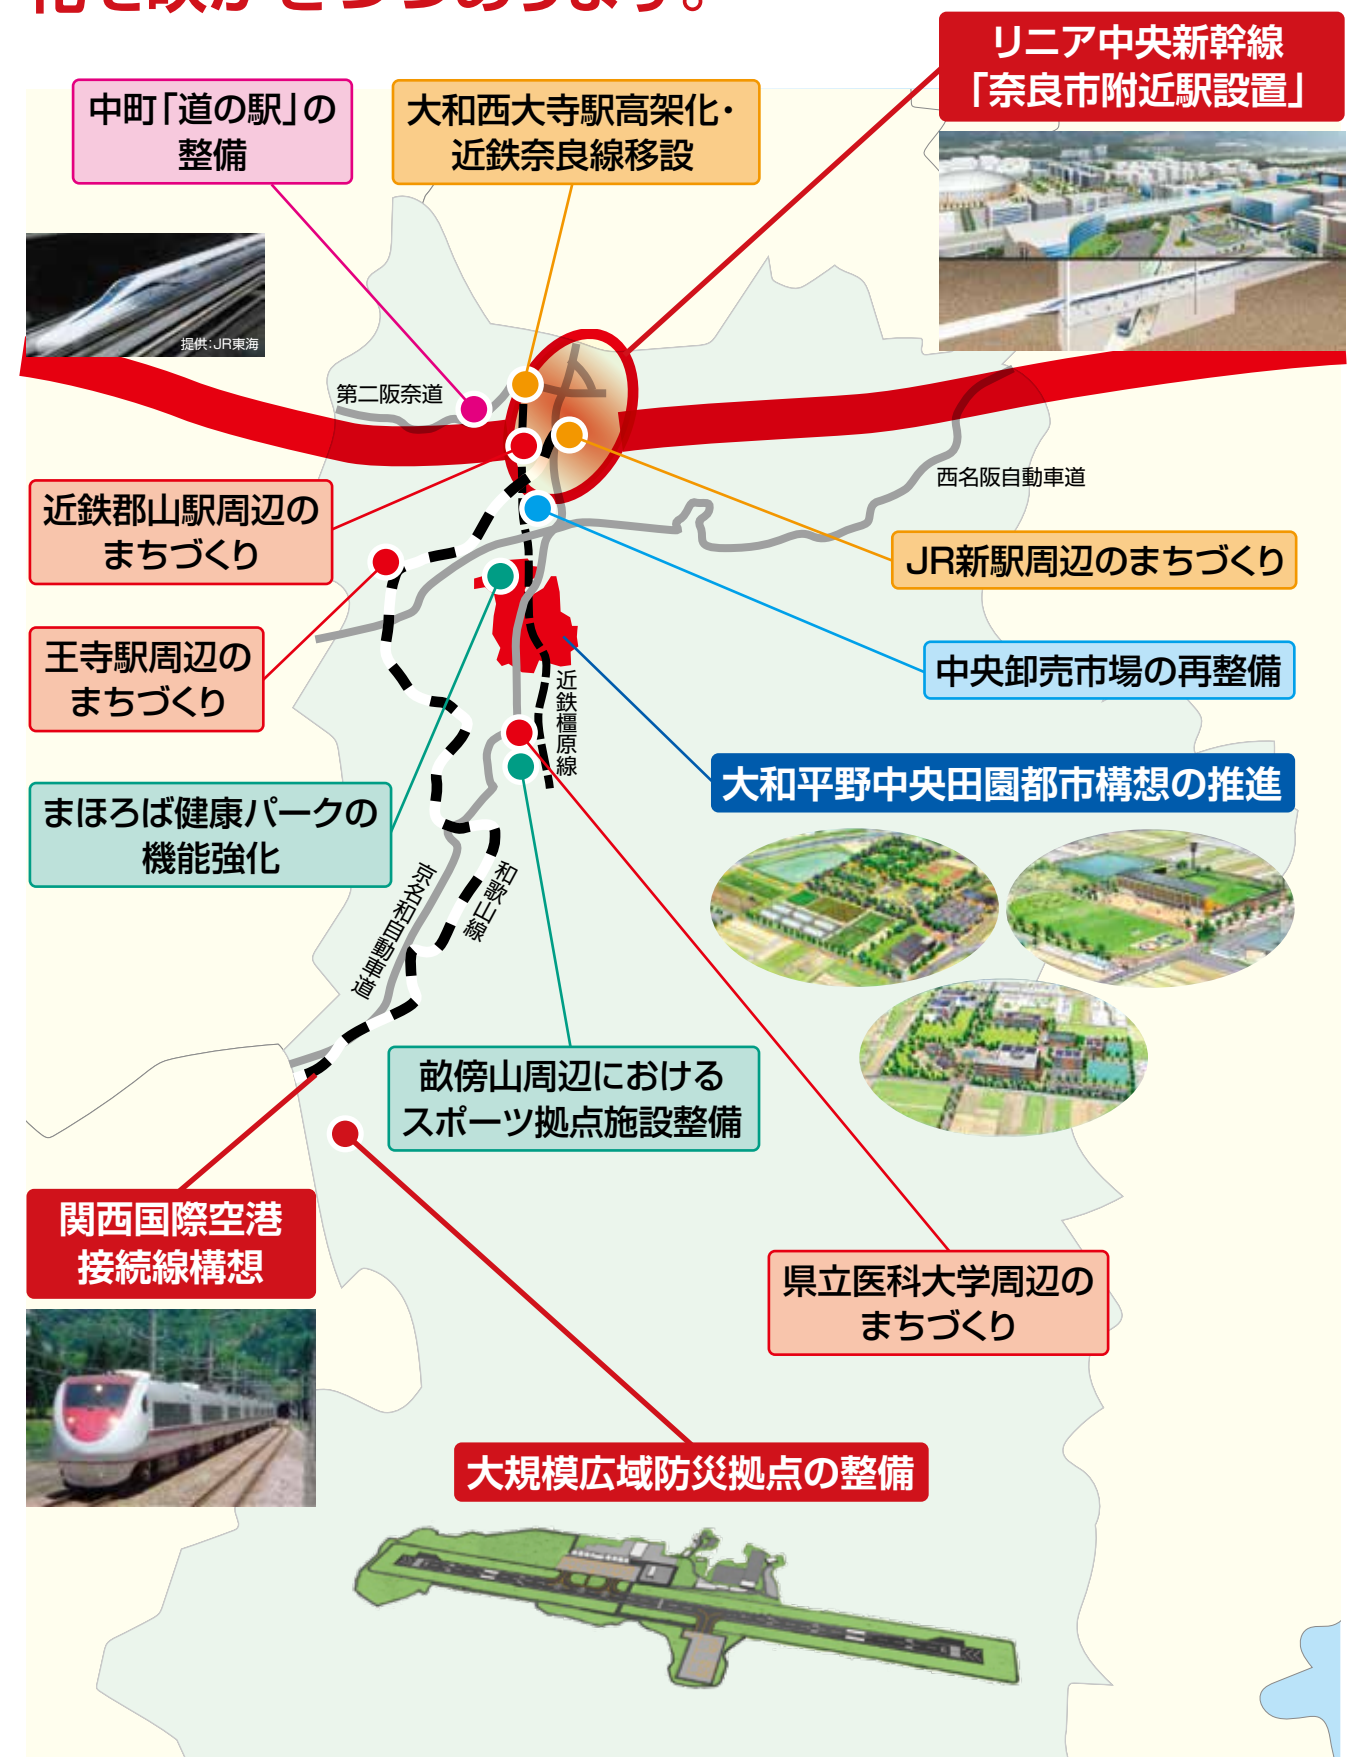 リニア中央新幹線
「奈良市附近駅設置」
中町「道の駅」の
整備
大和西大寺駅高架化・
近鉄奈良線移設
提供：JR東海
第二阪奈道
西名阪自動車道
近鉄郡山駅周辺の
まちづくり
JR新駅周辺のまちづくり
王寺駅周辺の
まちづくり
中央卸売市場の再整備
近鉄橿原線
大和平野中央田園都市構想の推進
まほろば健康パークの
機能強化
京名和自動車道
和歌山線
畝傍山周辺における
スポーツ拠点施設整備
関西国際空港
接続線構想
県立医科大学周辺の
まちづくり
大規模広域防災拠点の整備